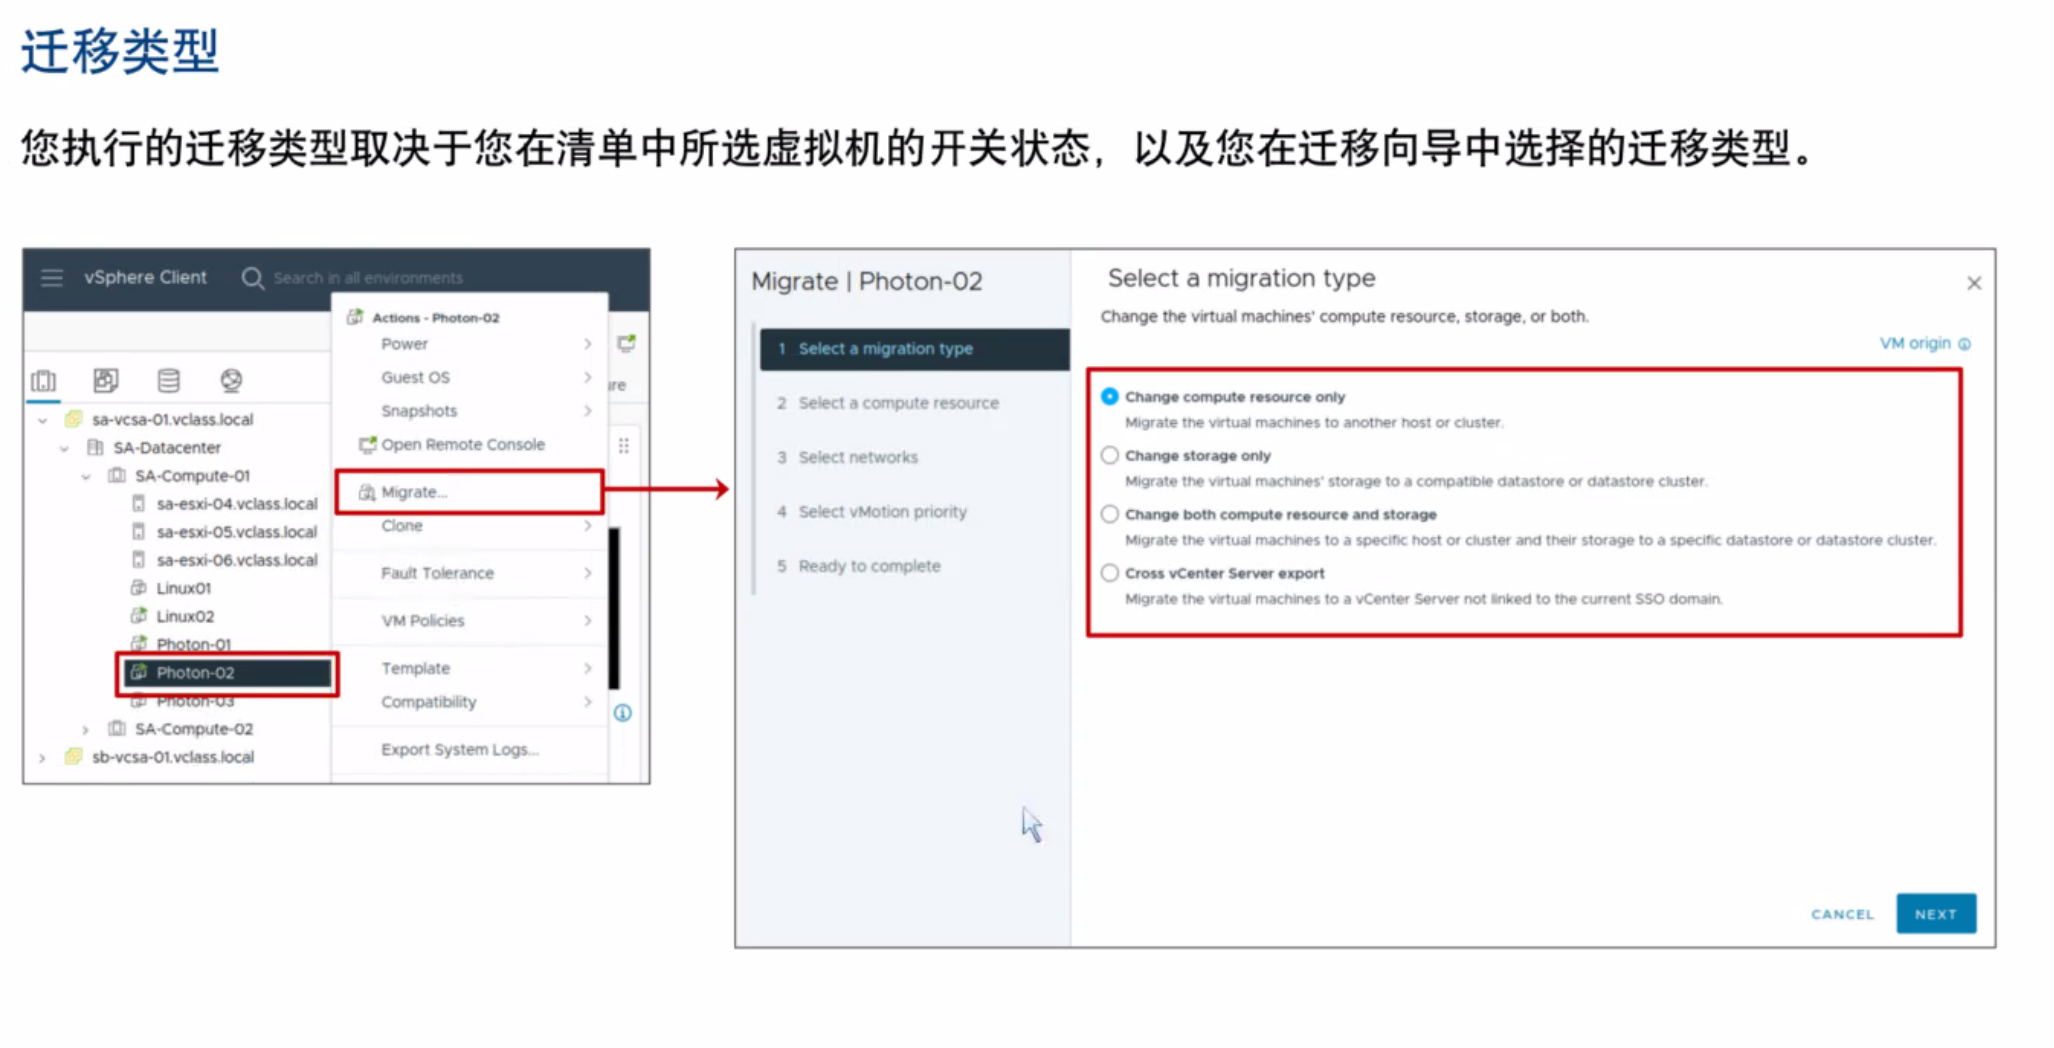 迁移类型
您执行的迁移类型取决于您在清单中所选虚拟机的开关状态，以及您在迁移向导中选择的迁移类型。
vSphere Client
Search in all environments
sa-vcsa-01.vclass.local
SA-Datacenter
SA-Compute-01
sa-esxi-04.vclass.local
sa-esxi-05.vclass.local
sa-esxi-06.vclass.local
Linux01
Linux02
Photon-01
Photon-02
Photon-03
SA-Compute-02
sb-vcsa-01.vclass.local
Actions - Photon-02
Power
Guest OS
Snapshots
Open Remote Console
Migrate...
Clone
Fault Tolerance
VM Policies
Template
Compatibility
Export System Logs...
Migrate | Photon-02
1 Select a migration type
2 Select a compute resource
3 Select networks
4 Select vMotion priority
5 Ready to complete
Select a migration type
Change the virtual machines' compute resource, storage, or both.
VM origin
Change compute resource only
Migrate the virtual machines to another host or cluster.
Change storage only
Migrate the virtual machines' storage to a compatible datastore or datastore cluster.
Change both compute resource and storage
Migrate the virtual machines to a specific host or cluster and their storage to a specific datastore or datastore cluster.
Cross vCenter Server export
Migrate the virtual machines to a vCenter Server not linked to the current SSO domain.
CANCEL
NEXT